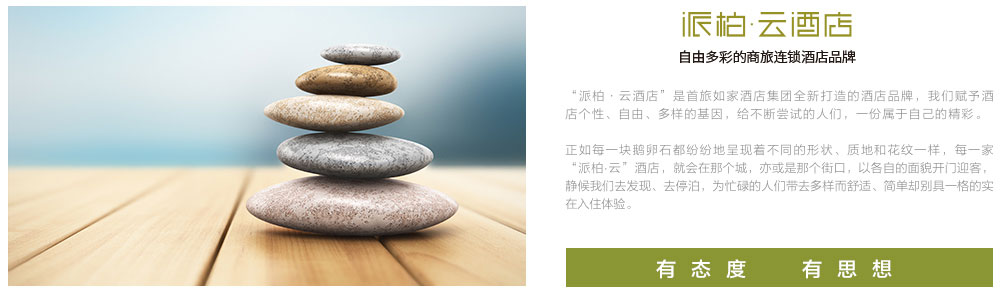 派柏·云酒店
自由多彩的商旅连锁酒店品牌
“派柏·云酒店”是首旅如家酒店集团全新打造的酒店品牌，我们赋予酒
店个性、自由、多样的基因，给不断尝试的人们，一份属于自己的精彩。
正如每一块鹅卵石都纷纷地呈现着不同的形状、质地和花纹一样，每一家
“派柏·云”酒店，就会在那个城，亦或是那个街口，以各自的面貌开门迎客，
静候我们去发现、去停泊，为忙碌的人们带去多样而舒适、简单却别具一格的实
在入住体验。
有态度 有思想